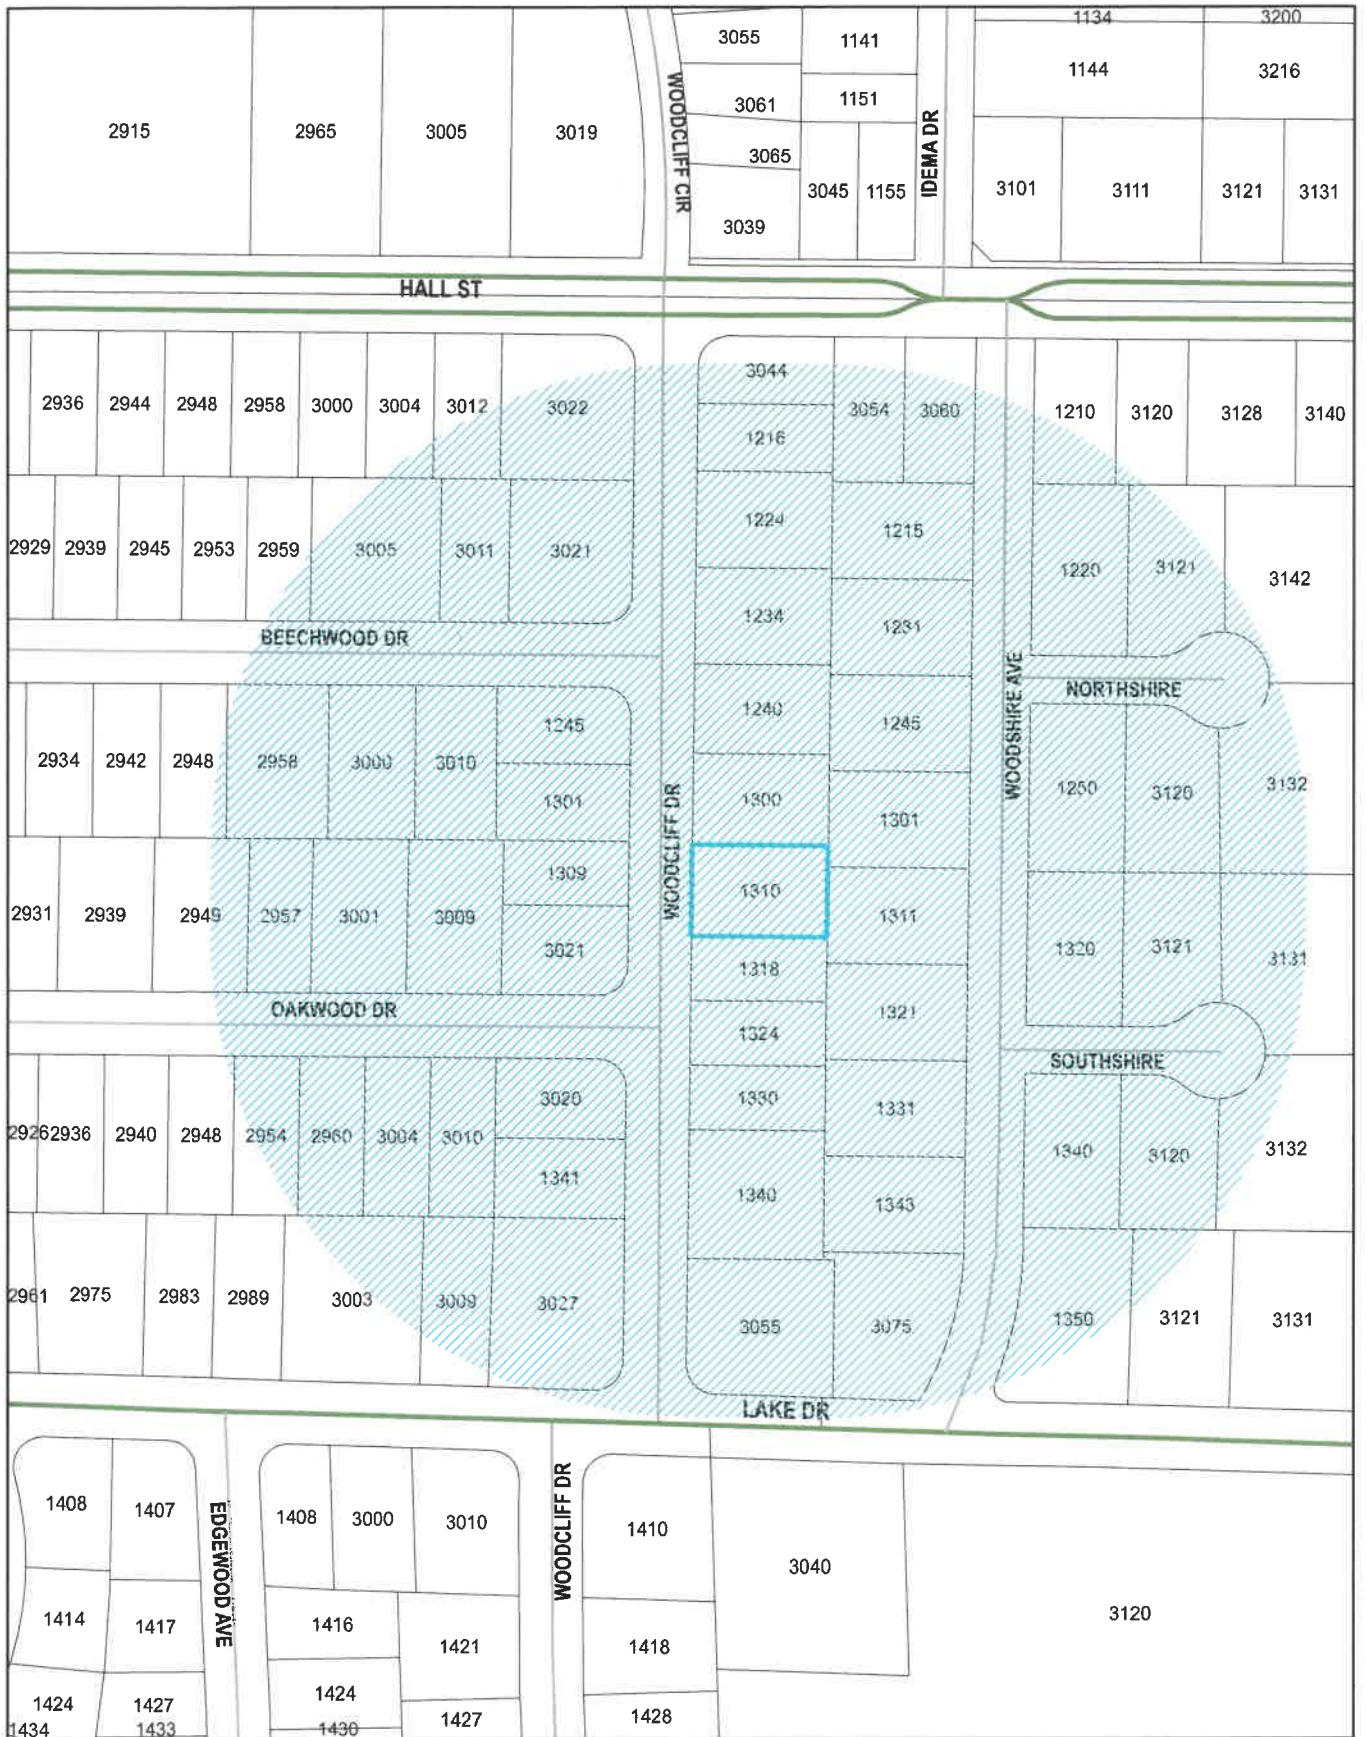 1134 3200
3055 1141
1144 3216
3061 1151
WOODCLIFF CIR
IDEMA DR
2915 2965 3005 3019
3065
3045 1155 3101 3111 3121 3131
3039
HALL ST
3044
2936 2944 2948 2958 3000 3004 3012 3022 3054 3060 1210 3120 3128 3140
1216
1224 1215
2929 2939 2945 2953 2959 3005 3011 3021 1220 3121 3142
1234 1231
BEECHWOOD DR
WOODSHIRE AVE
NORTHSHIRE
1240 1245
1245
2934 2942 2948 2958 3000 3010
1301 1300 1301 1250 3120 3132
WOODCLIFF DR
1309 1310
2931 2939 2949 2957 3001 3009 1311
3021 1320 3121 3131
1318
OAKWOOD DR
1324 1321
SOUTHSHIRE
3020 1330 1331
2926 2936 2940 2948 2954 2960 3004 3010
1340 3120 3132
1341 1340 1343
2961 2975 2983 2989 3003 3009 3027
3055 3075 1350 3121 3131
LAKE DR
1408 1407 1408 3000 3010 1410
EDGEWOOD AVE
WOODCLIFF DR
3040
3120
1414 1417 1416 1421 1418
1424 1427 1424 1427 1428
1434 1433 1430